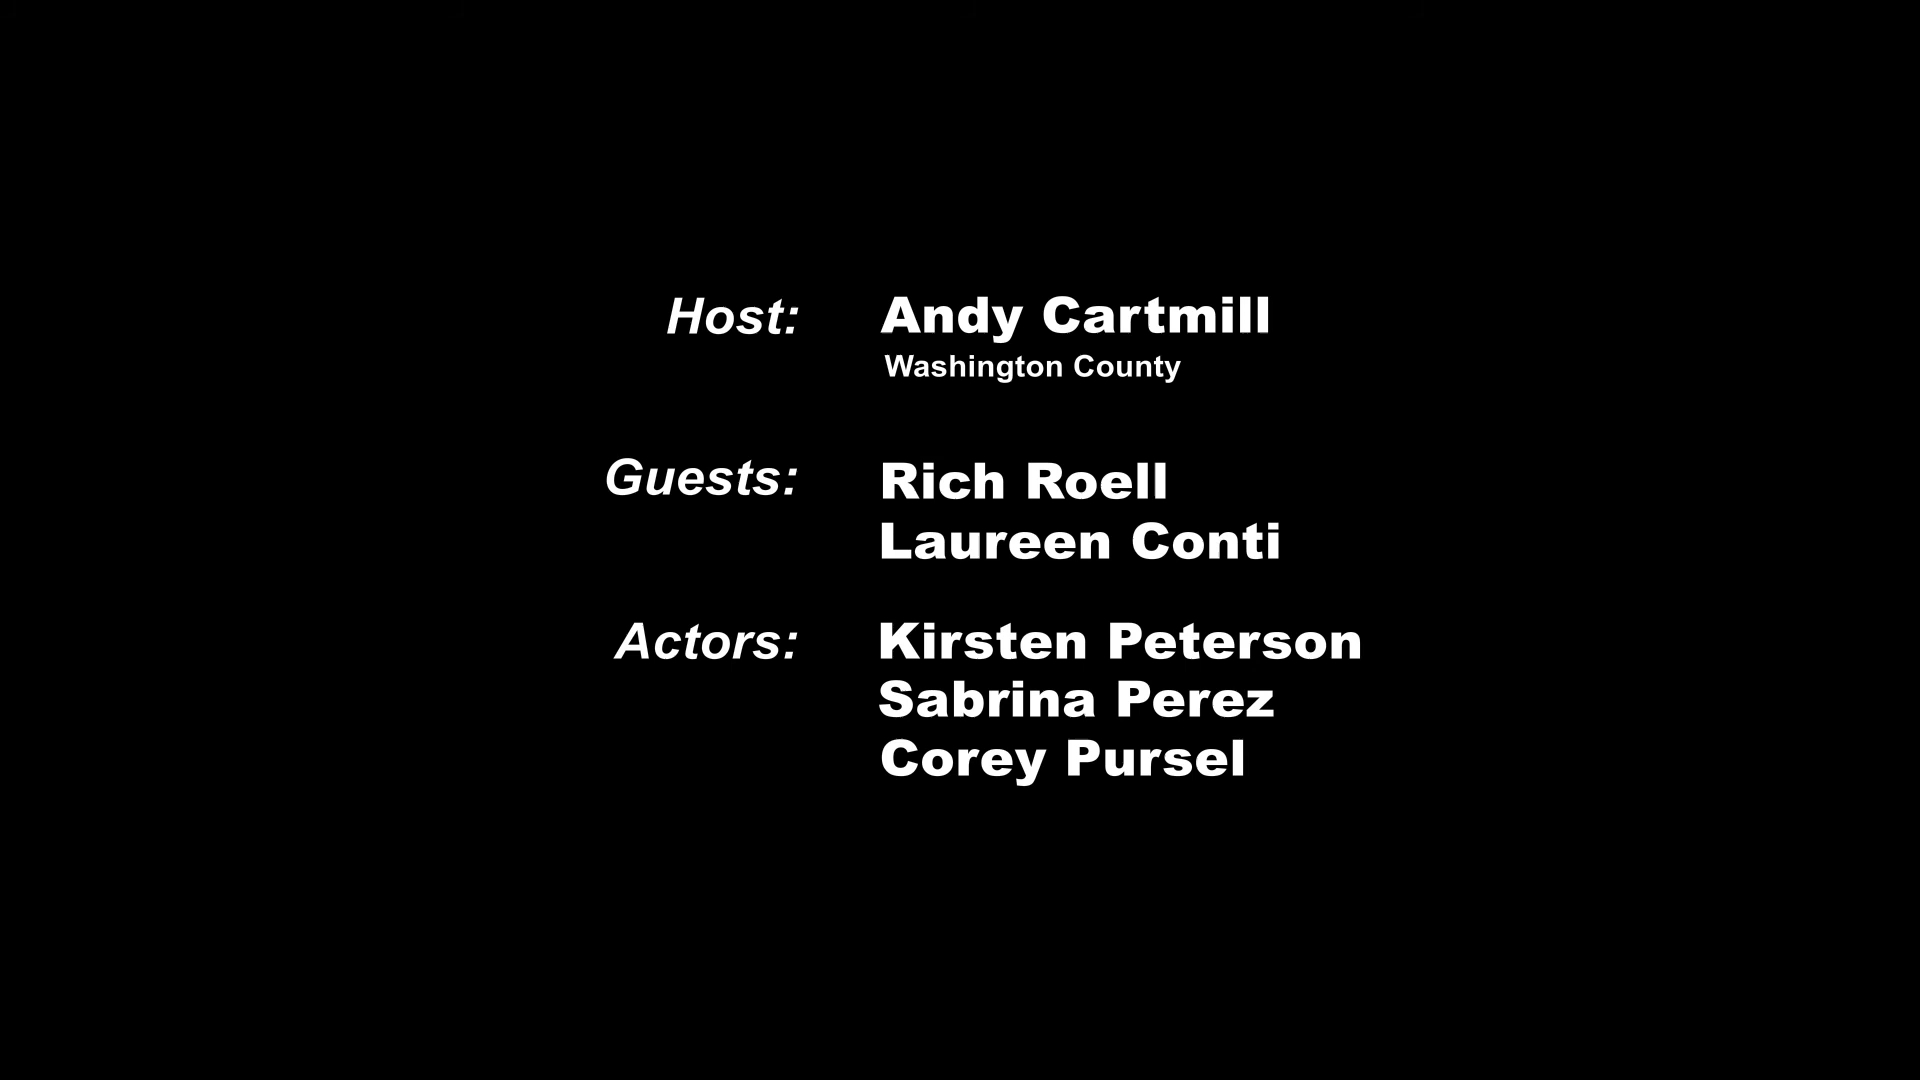 Host: Andy Cartmill
Washington County
Guests: Rich Roell
Laureen Conti
Actors: Kirsten Peterson
Sabrina Perez
Corey Pursel